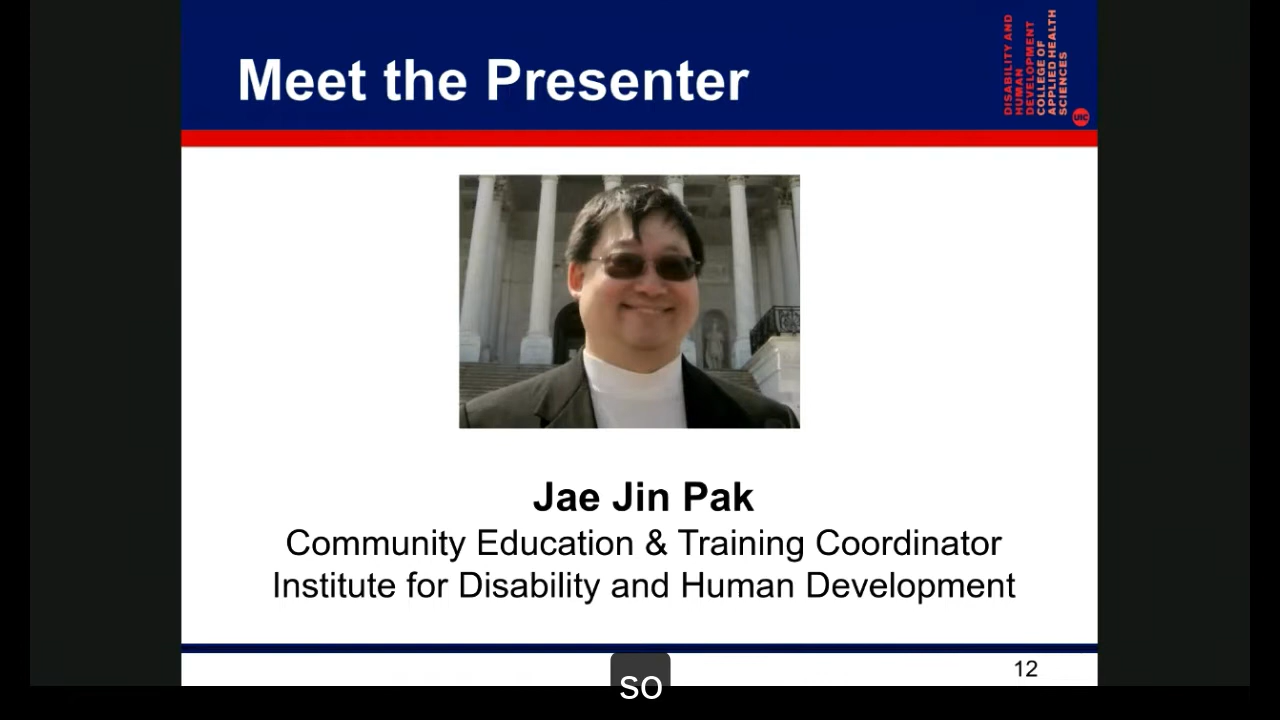 Meet the Presenter
DISABILITY AND
HUMAN
DEVELOPMENT
COLLEGE OF
APPLIED HEALTH
SCIENCES
UIC
Jae Jin Pak
Community Education & Training Coordinator
Institute for Disability and Human Development
12
so